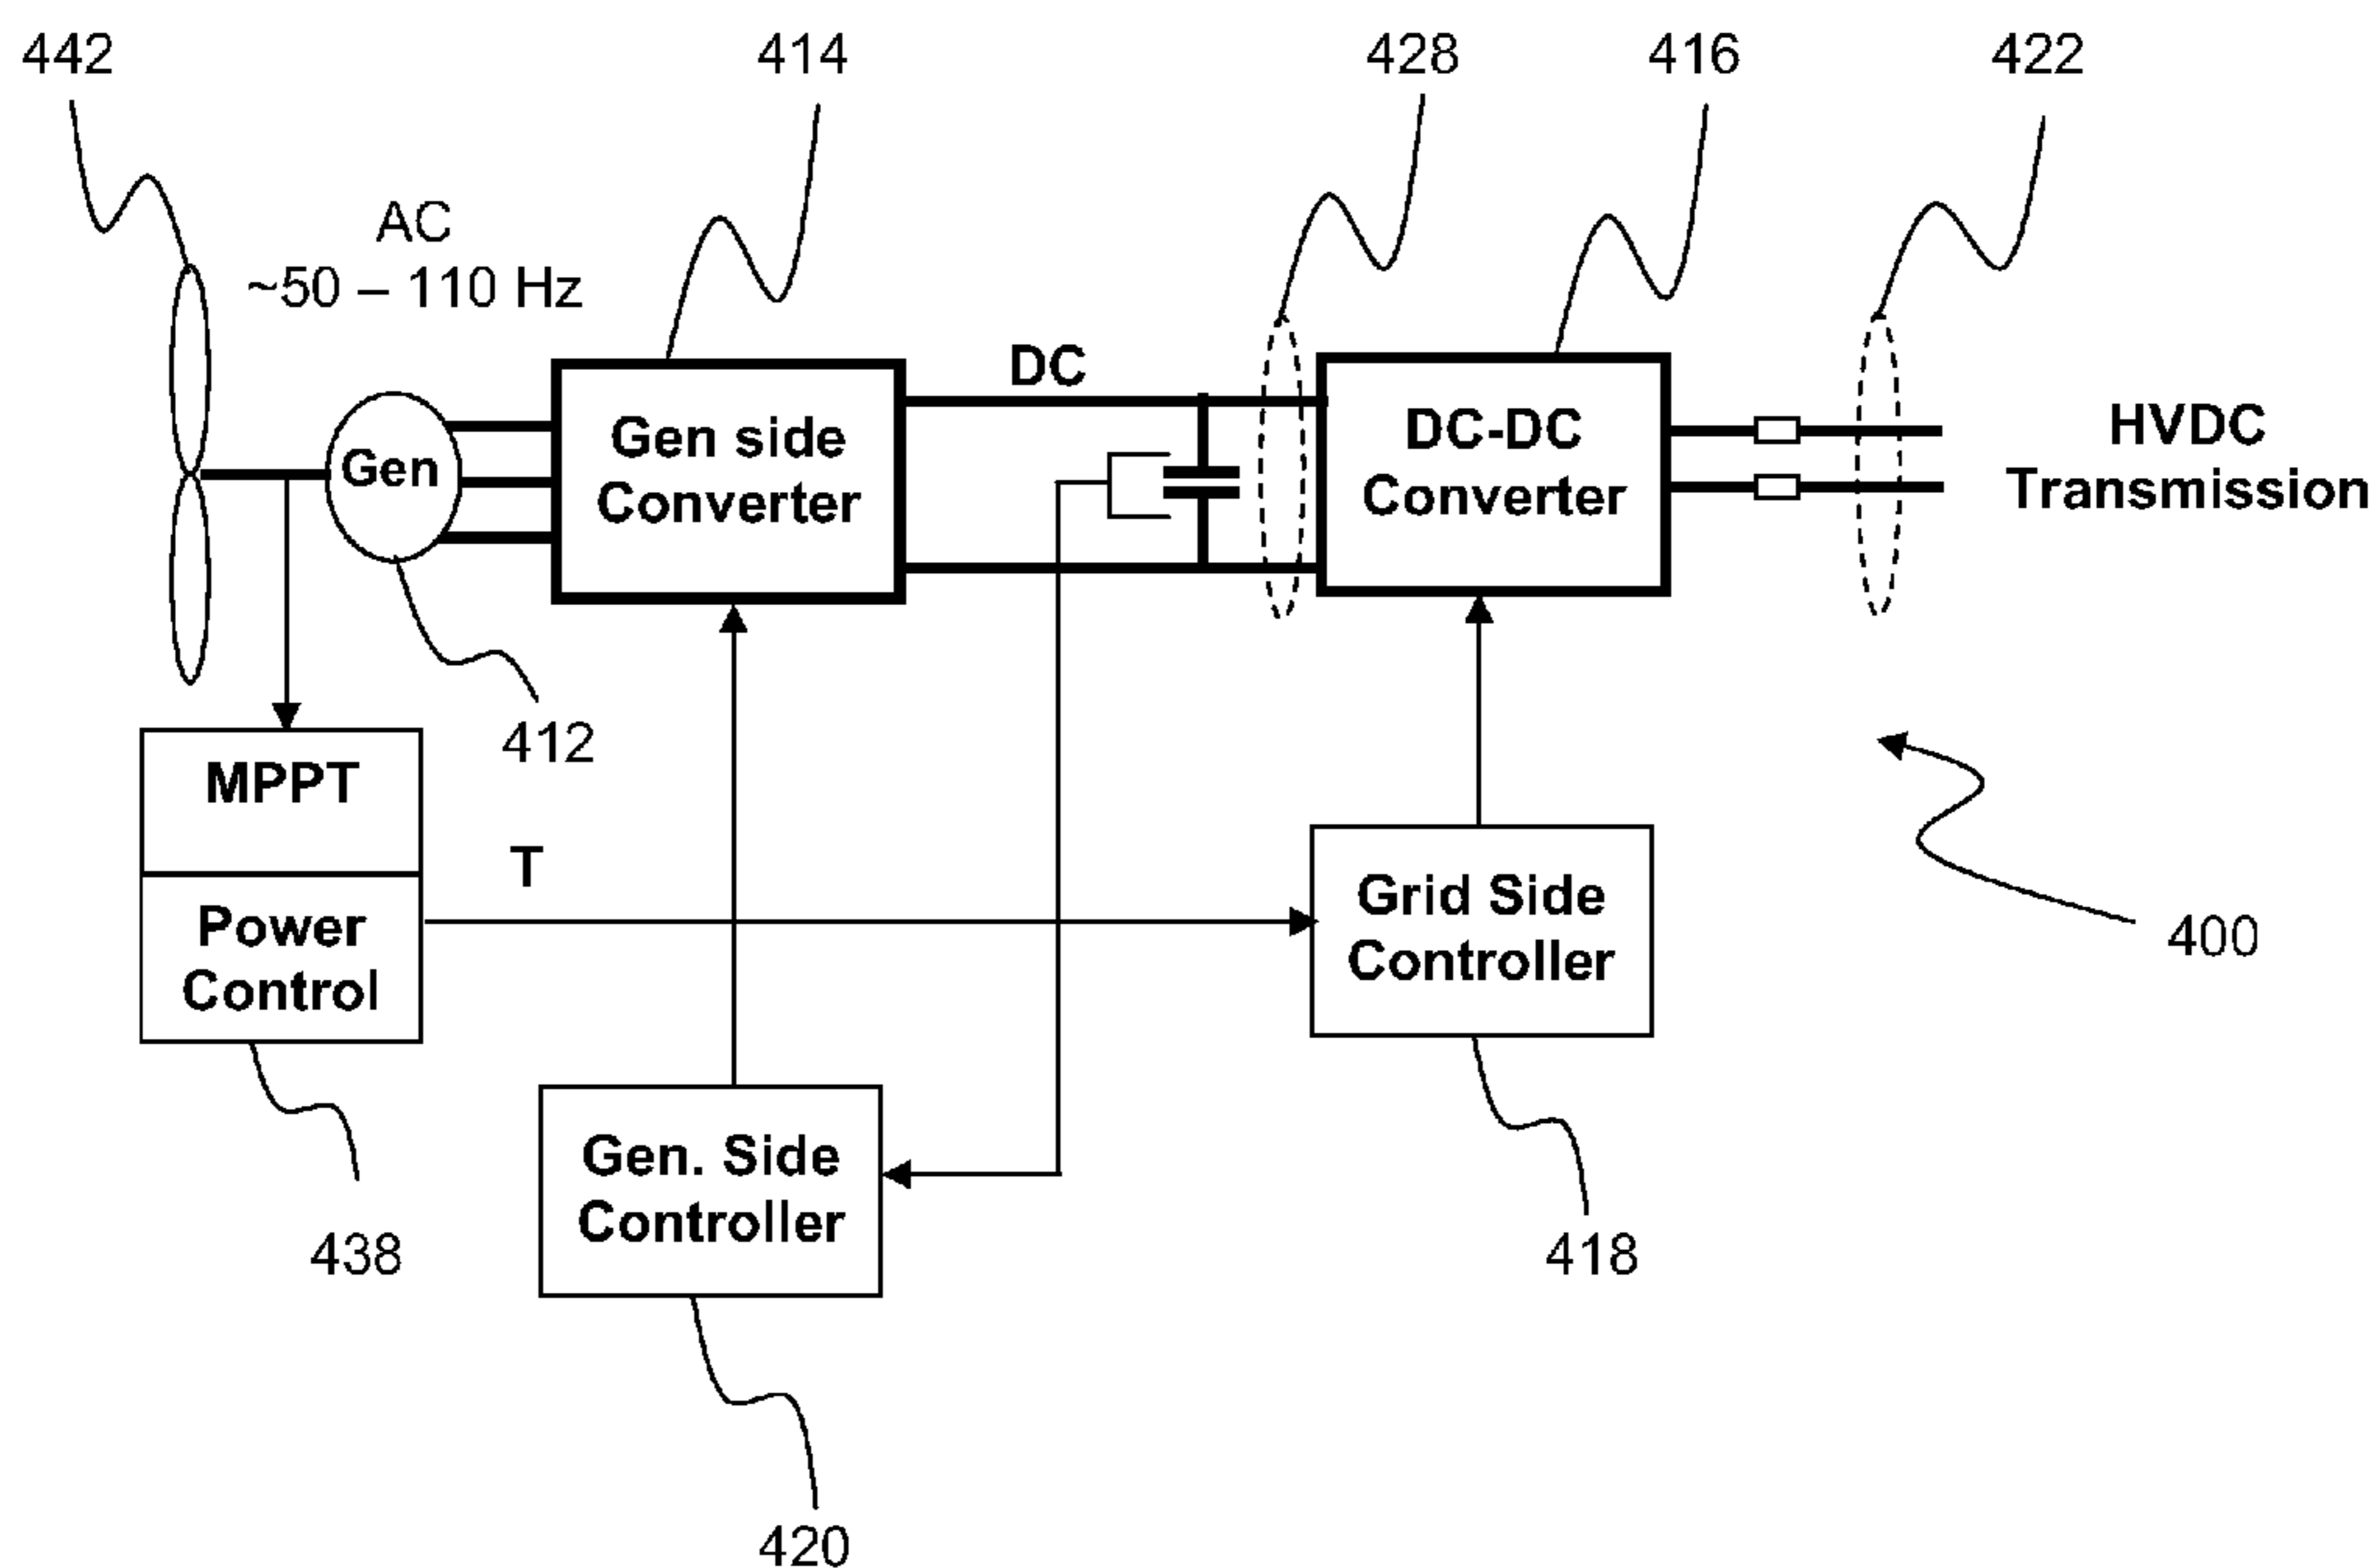 442
414
428
416
422
AC
~50 – 110 Hz
DC
Gen
Gen side
Converter
DC-DC
Converter
HVDC
Transmission
412
MPPT
T
Power
Control
Grid Side
Controller
400
Gen. Side
Controller
438
418
420